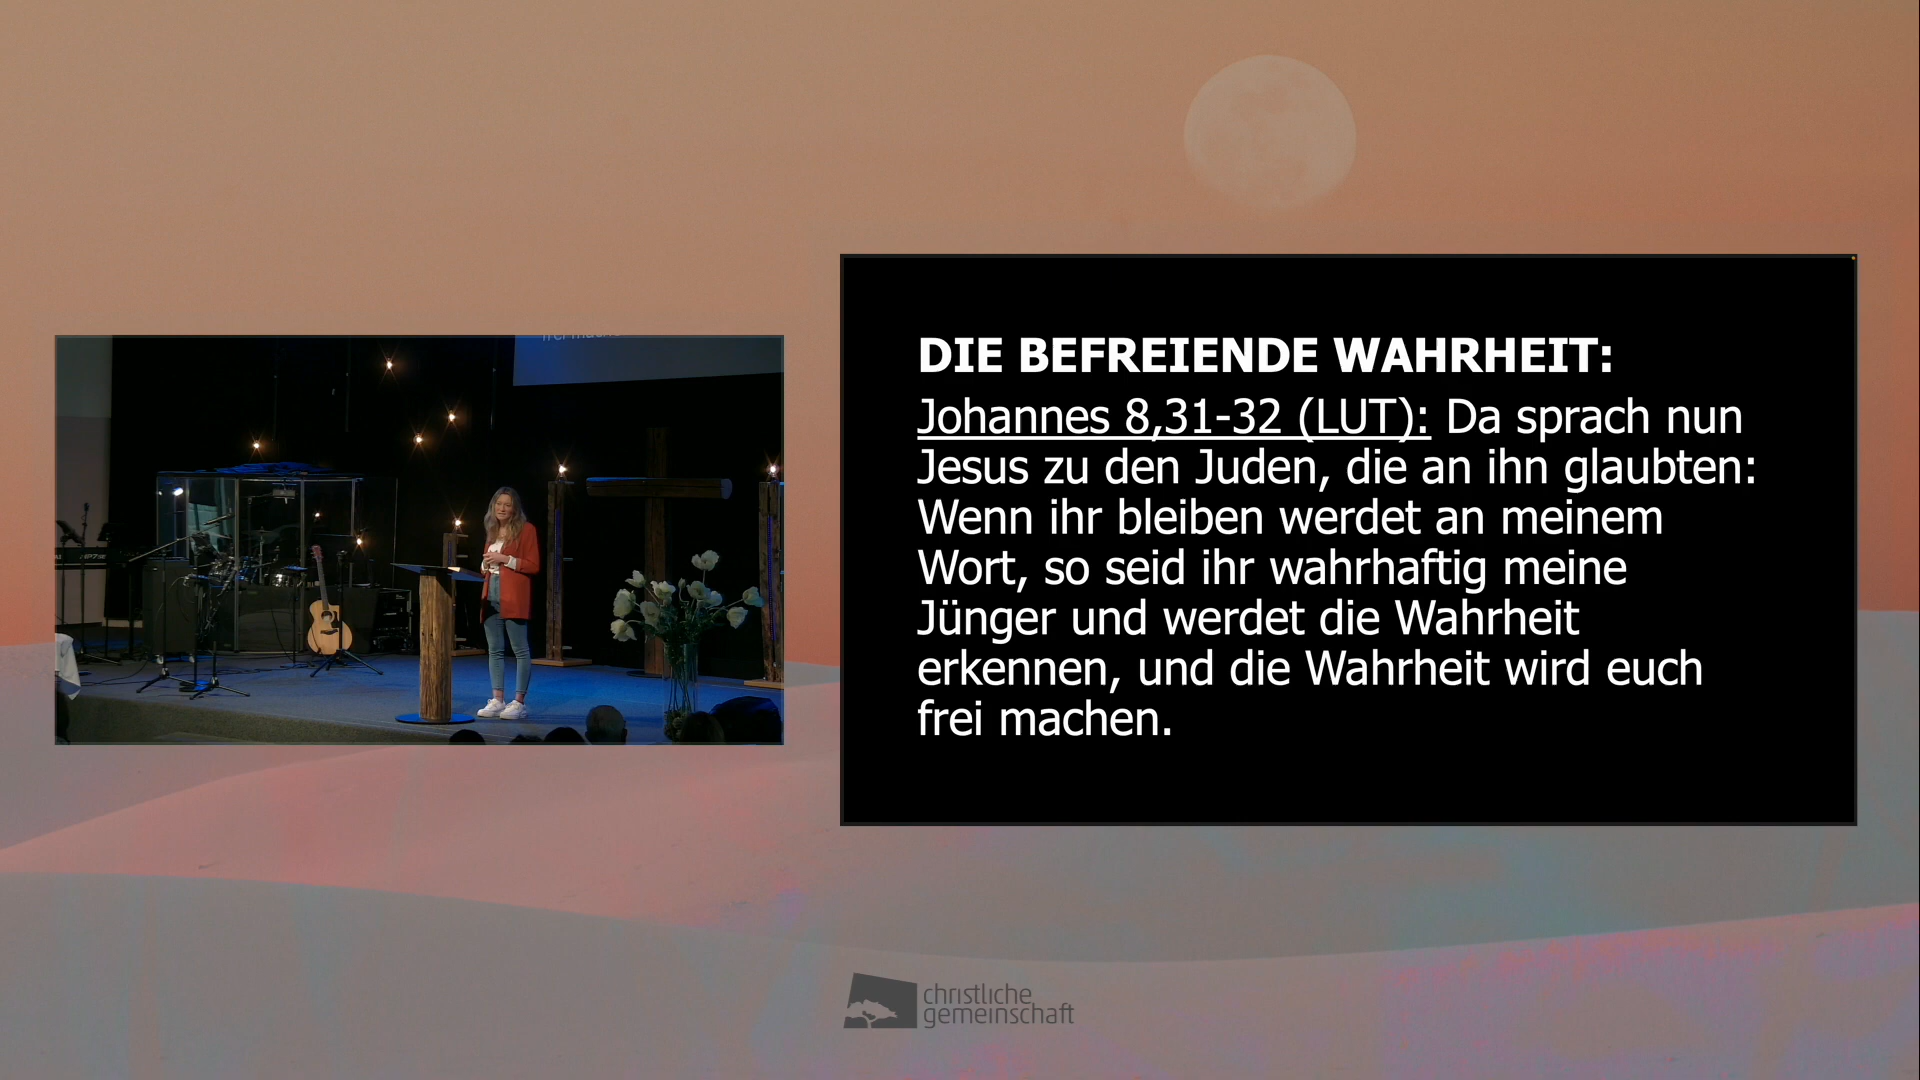 DIE BEFREIENDE WAHRHEIT:
Johannes 8,31-32 (LUT): Da sprach nun
Jesus zu den Juden, die an ihn glaubten:
Wenn ihr bleiben werdet an meinem
Wort, so seid ihr wahrhaftig meine
Jünger und werdet die Wahrheit
erkennen, und die Wahrheit wird euch
frei machen.
christliche
gemeinschaft